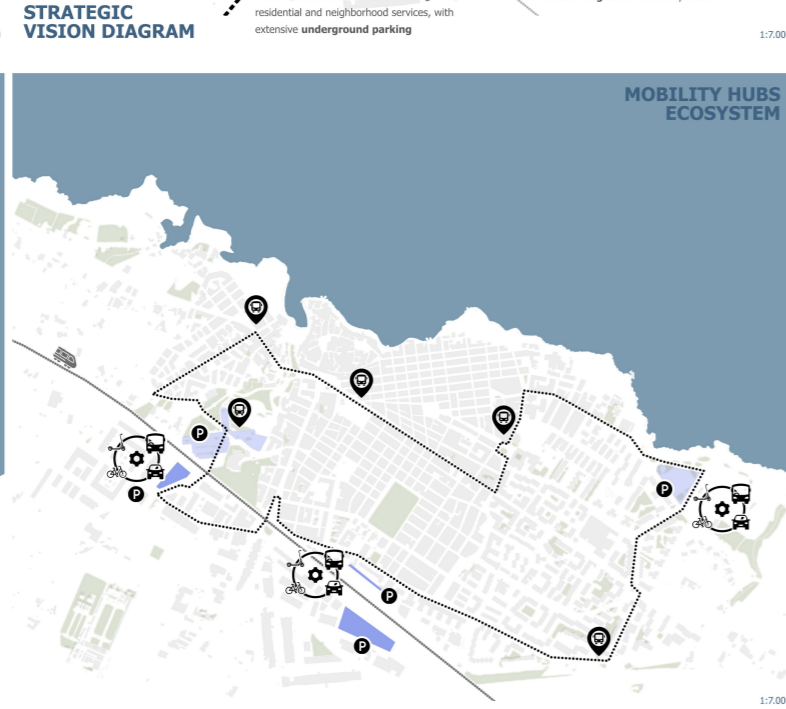 STRATEGIC
VISION DIAGRAM
residential and neighborhood services, with
extensive underground parking
1:7.00
MOBILITY HUBS
ECOSYSTEM
P
P
P
P
P
1:7.00